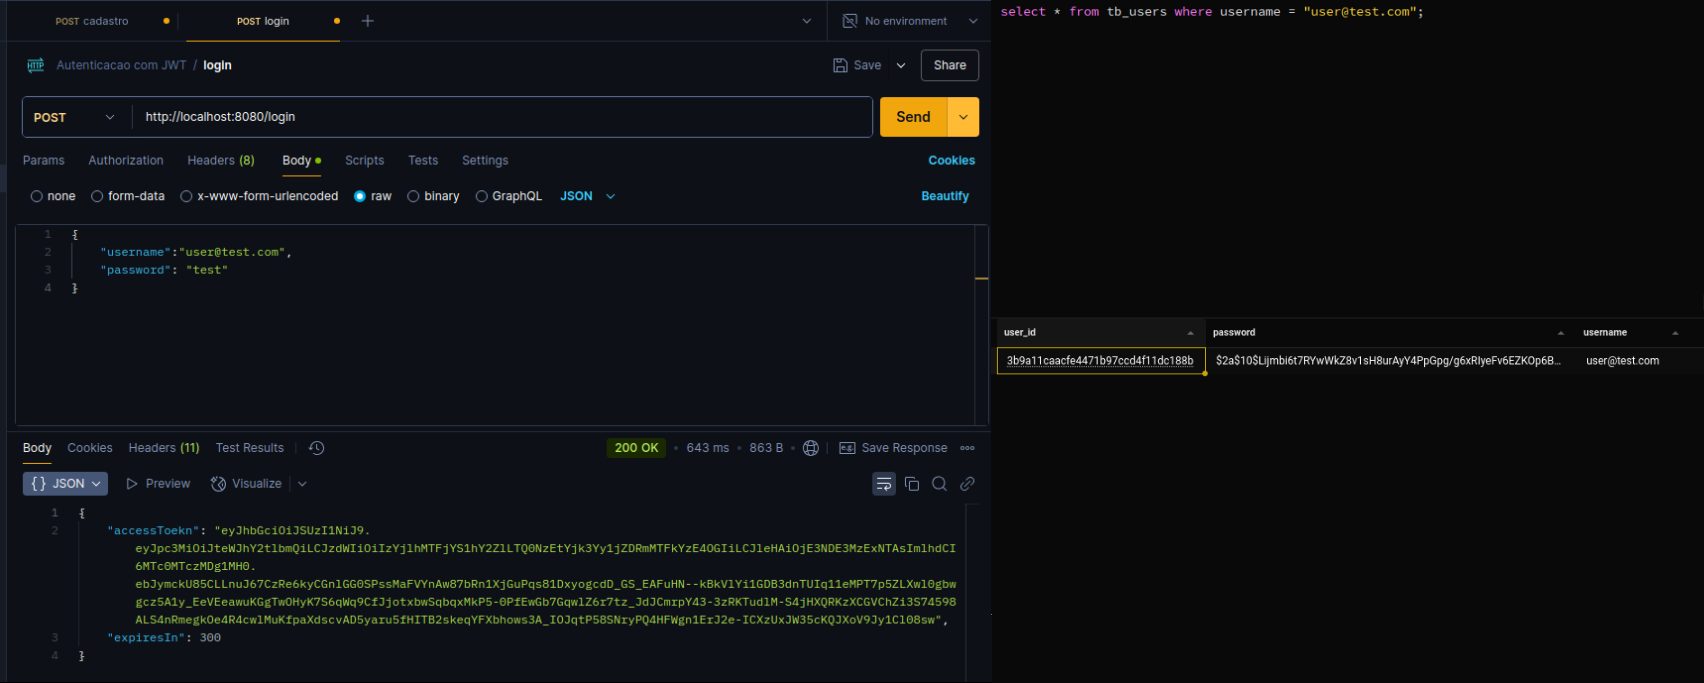 POST cadastro
POST login
No environment
Autenticacao com JWT / login
Save
Share
POST
http://localhost:8080/login
Send
Params Authorization Headers (8) Body Scripts Tests Settings
Cookies
none form-data x-www-form-urlencoded raw binary GraphQL JSON
Beautify
1 {
2 "username":"user@test.com",
3 "password": "test"
4 }
Body Cookies Headers (11) Test Results
200 OK • 643 ms • 863 B •
Save Response
{} JSON
Preview
Visualize
1 {
2 "accessToekn": "eyJhbGciOiJSUzI1NiJ9.
eyJpc3MiOiJteWJhY2tlbmQiLCJzdWIiOiIzYjlhMTFjYS1hY2ZlLTQ0NzEtYjk3Yy1jZDRmMTFkYzE4OGIiLCJleHAiOjE3NDE3MzExNTAsImlhdCI
6MTc0MTczMDg1MH0.
ebJymckU85CLLnuJ67CzRe6kyCGnlGG0SPssMaFVYnAw87bRn1XjGuPqs81DxyogcdD_GS_EAFuHN--kBkVlYi1GDB3dnTUIq11eMPT7p5ZLXwl0gbw
gcz5A1y_EeVEeawuKGgTwOHyK7S6qWq9CfJjotxbwSqbqxMkP5-0PfEwGb7GqwlZ6r7tz_JdJCmrpY43-3zRKTudlM-S4jHXQRKzXCGVChZi3S74598
ALS4nRmegkOe4R4cwlMuKfpaXdscvAD5yaru5fHITB2skeqYFXbhows3A_IOJqtP58SNryPQ4HFWgn1ErJ2e-ICXzUxJW35cKQJXoV9Jy1Cl08sw",
3 "expiresIn": 300
4 }
select * from tb_users where username = "user@test.com";
user_id password username
3b9a11caacfe4471b97ccd4f11dc188b $2a$10$Lijmbi6t7RYwWkZ8v1sH8urAyY4PpGpg/g6xRIyeFv6EZKOp6B... user@test.com